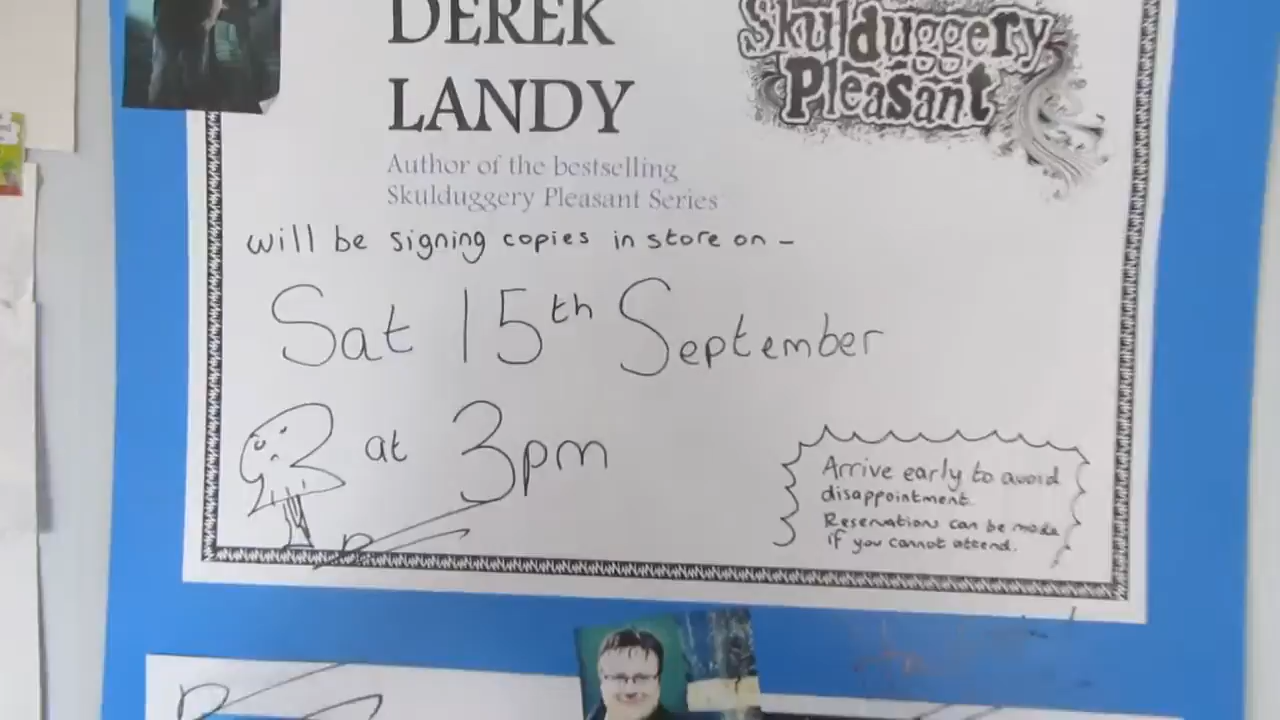 DEREK
LANDY
Skulduggery
Pleasant
Author of the bestselling
Skulduggery Pleasant Series
will be signing copies in store on -
Sat 15th September
at 3pm
Arrive early to avoid
disappointment.
Reservations can be made
if you cannot attend.